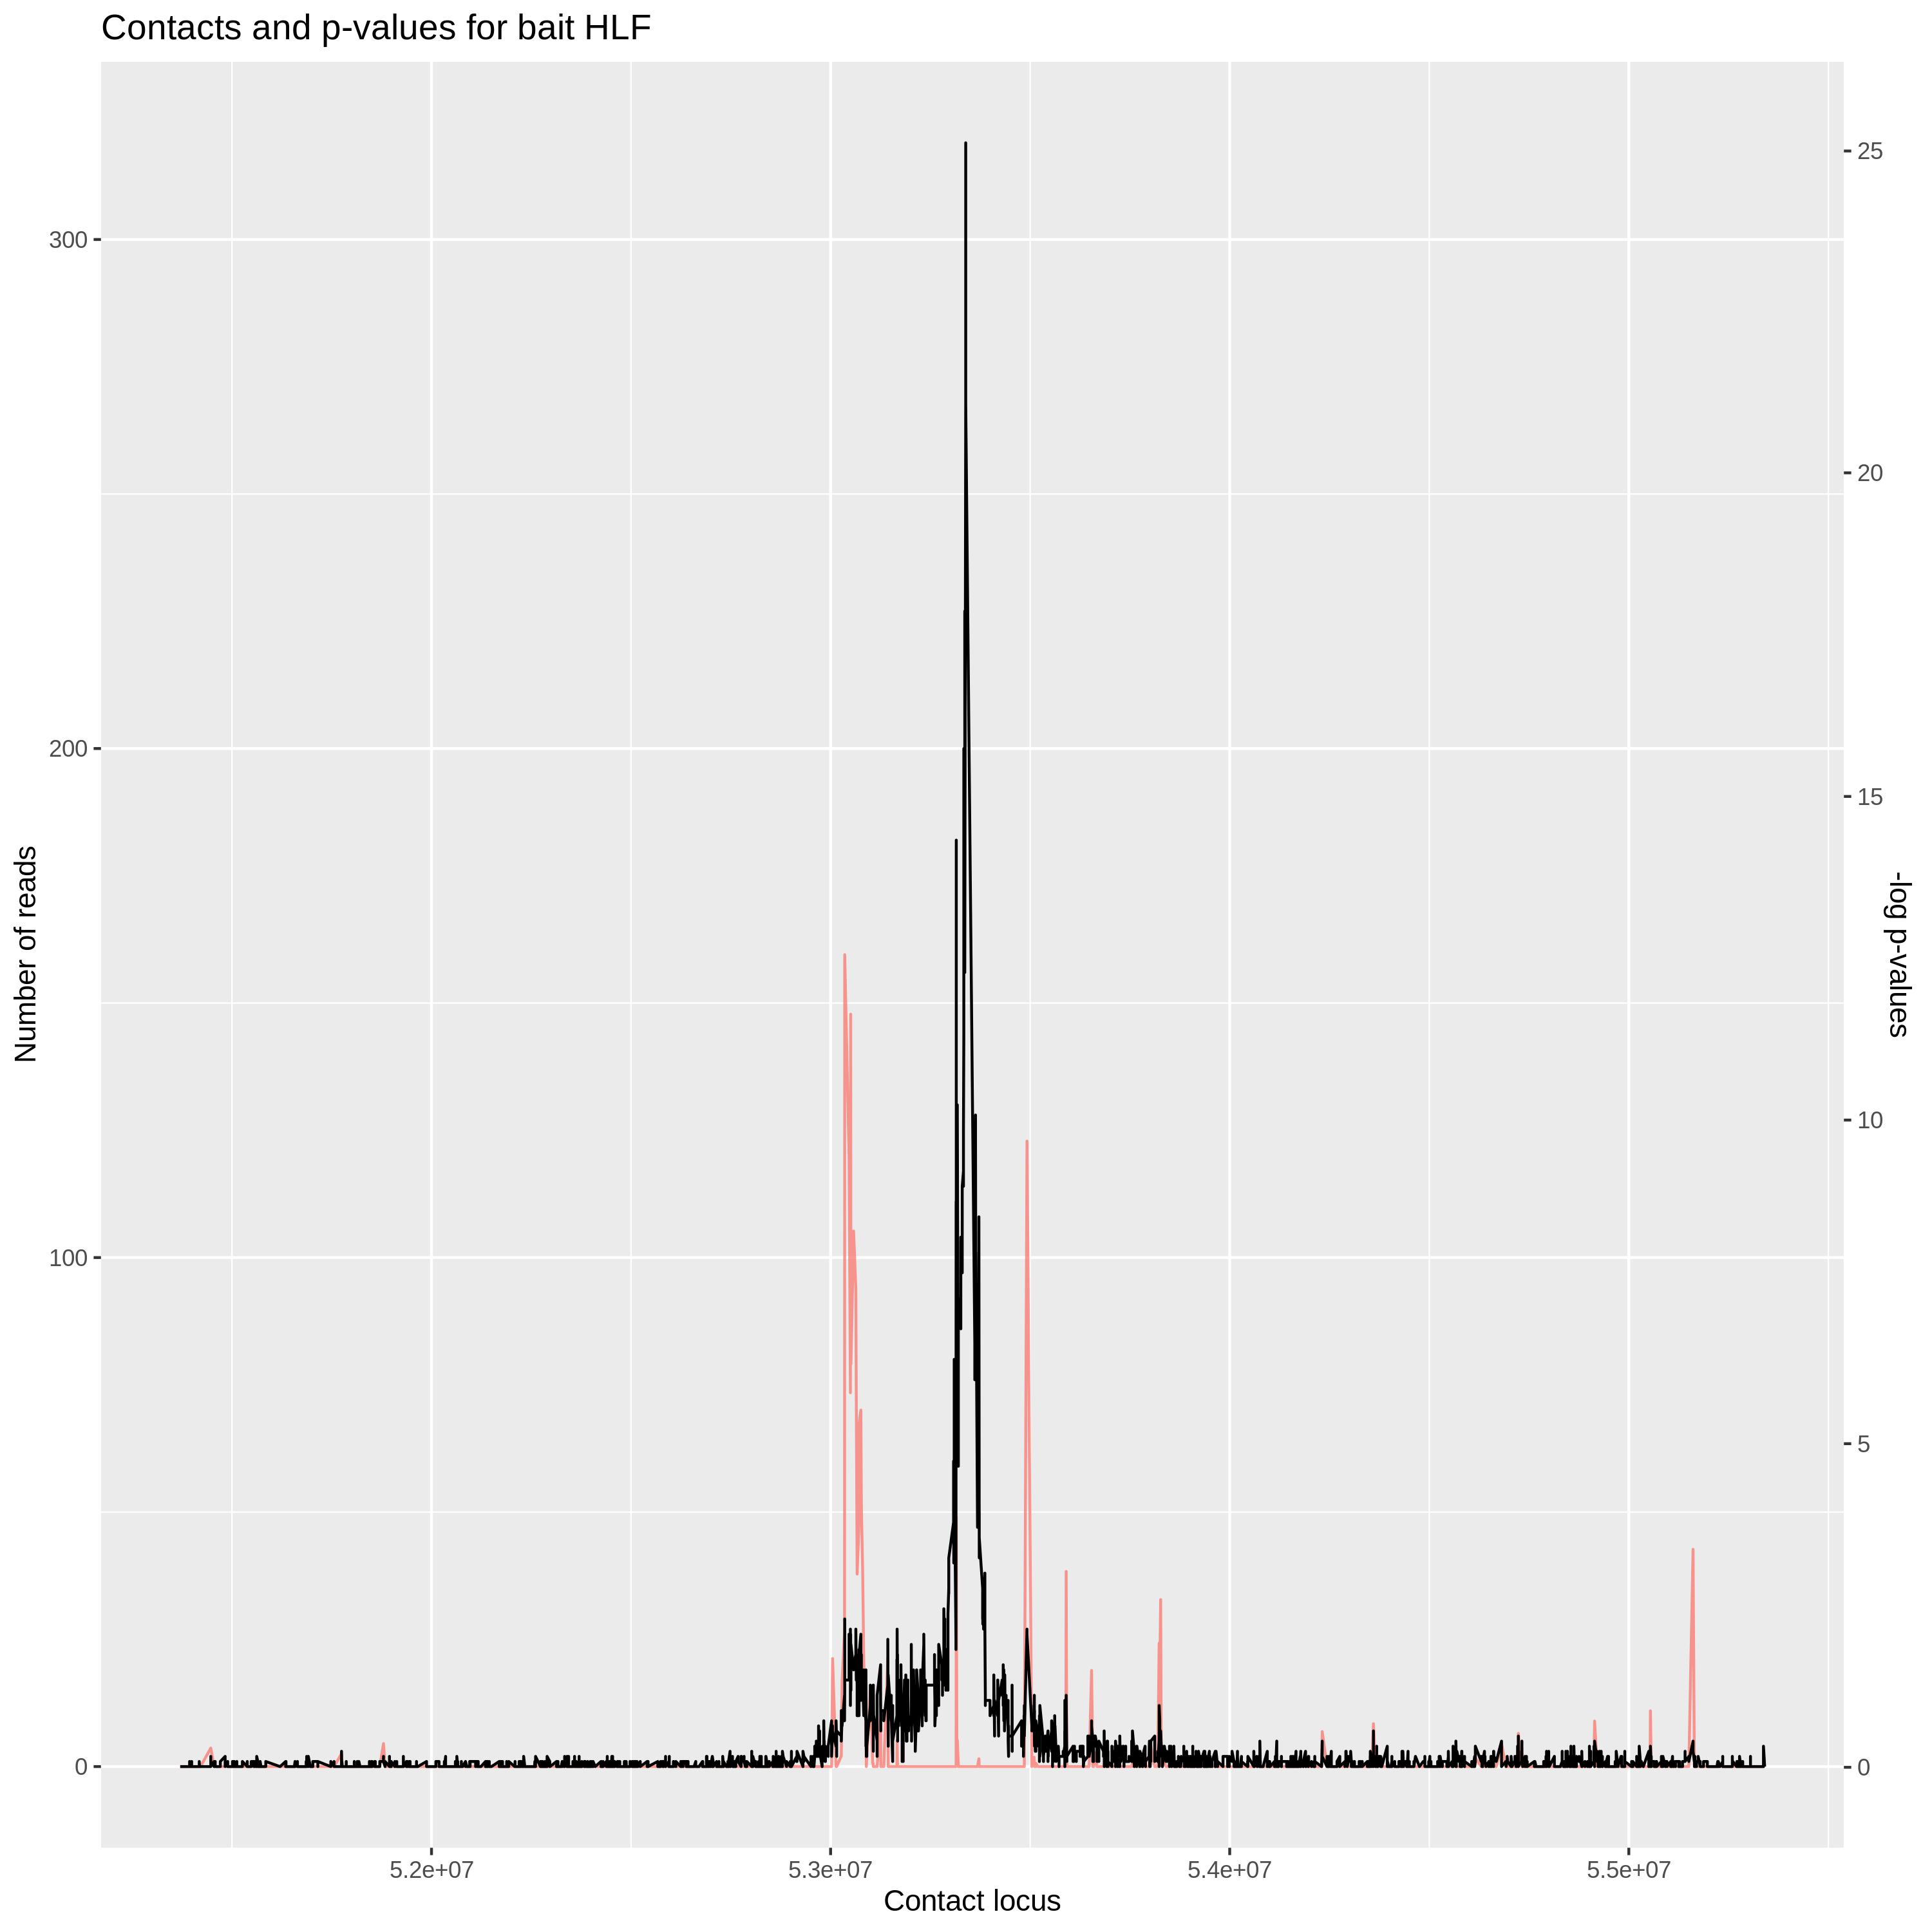 Contacts and p-values for bait HLF
Number of reads
300
200
100
0
25
20
15
10
5
0
-log p-values
5.2e+07
5.3e+07
5.4e+07
5.5e+07
Contact locus